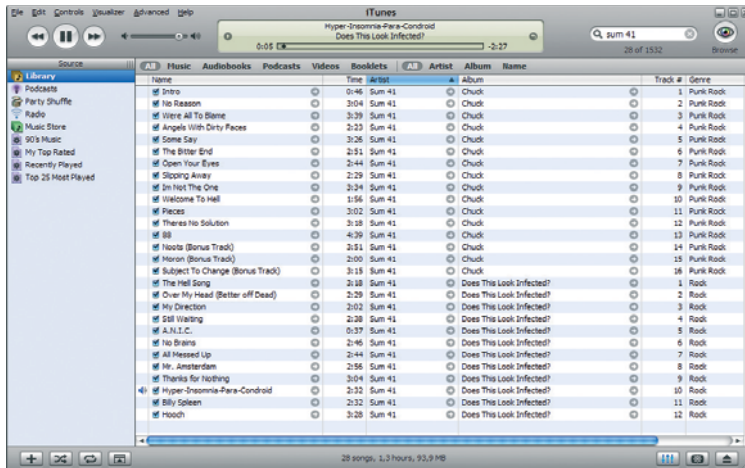 File Edit Controls Visualizer Advanced Help iTunes
Hyper-Insomnia-Para-Condroid
Does This Look Infected?
0:05 -2:27
sum 41
28 of 1532 Browse
Source
Library
Podcasts
Party Shuffle
Radio
Music Store
90's Music
My Top Rated
Recently Played
Top 25 Most Played
All Music Audiobooks Podcasts Videos Booklets All Artist Album Name
Name Time Artist Album Track # Genre
Intro 0:46 Sum 41 Chuck 1 Punk Rock
No Reason 3:04 Sum 41 Chuck 2 Punk Rock
Were All To Blame 3:39 Sum 41 Chuck 3 Punk Rock
Angels With Dirty Faces 2:23 Sum 41 Chuck 4 Punk Rock
Some Say 3:26 Sum 41 Chuck 5 Punk Rock
The Bitter End 2:51 Sum 41 Chuck 6 Punk Rock
Open Your Eyes 2:44 Sum 41 Chuck 7 Punk Rock
Slipping Away 2:29 Sum 41 Chuck 8 Punk Rock
Im Not The One 3:34 Sum 41 Chuck 9 Punk Rock
Welcome To Hell 1:56 Sum 41 Chuck 10 Punk Rock
Pieces 3:02 Sum 41 Chuck 11 Punk Rock
Theres No Solution 3:18 Sum 41 Chuck 12 Punk Rock
88 4:39 Sum 41 Chuck 13 Punk Rock
Noots (Bonus Track) 3:51 Sum 41 Chuck 14 Punk Rock
Moron (Bonus Track) 2:00 Sum 41 Chuck 15 Punk Rock
Subject To Change (Bonus Track) 3:15 Sum 41 Chuck 16 Punk Rock
The Hell Song 3:18 Sum 41 Does This Look Infected? 1 Rock
Over My Head (Better off Dead) 2:29 Sum 41 Does This Look Infected? 2 Rock
My Direction 2:02 Sum 41 Does This Look Infected? 3 Rock
Still Waiting 2:38 Sum 41 Does This Look Infected? 4 Rock
A.N.I.C. 0:37 Sum 41 Does This Look Infected? 5 Rock
No Brains 2:46 Sum 41 Does This Look Infected? 6 Rock
All Messed Up 2:44 Sum 41 Does This Look Infected? 7 Rock
Mr. Amsterdam 2:56 Sum 41 Does This Look Infected? 8 Rock
Thanks for Nothing 3:04 Sum 41 Does This Look Infected? 9 Rock
Hyper-Insomnia-Para-Condroid 2:32 Sum 41 Does This Look Infected? 10 Rock
Billy Spleen 2:32 Sum 41 Does This Look Infected? 11 Rock
Hooch 3:28 Sum 41 Does This Look Infected? 12 Rock
28 songs, 1,3 hours, 93,9 MB